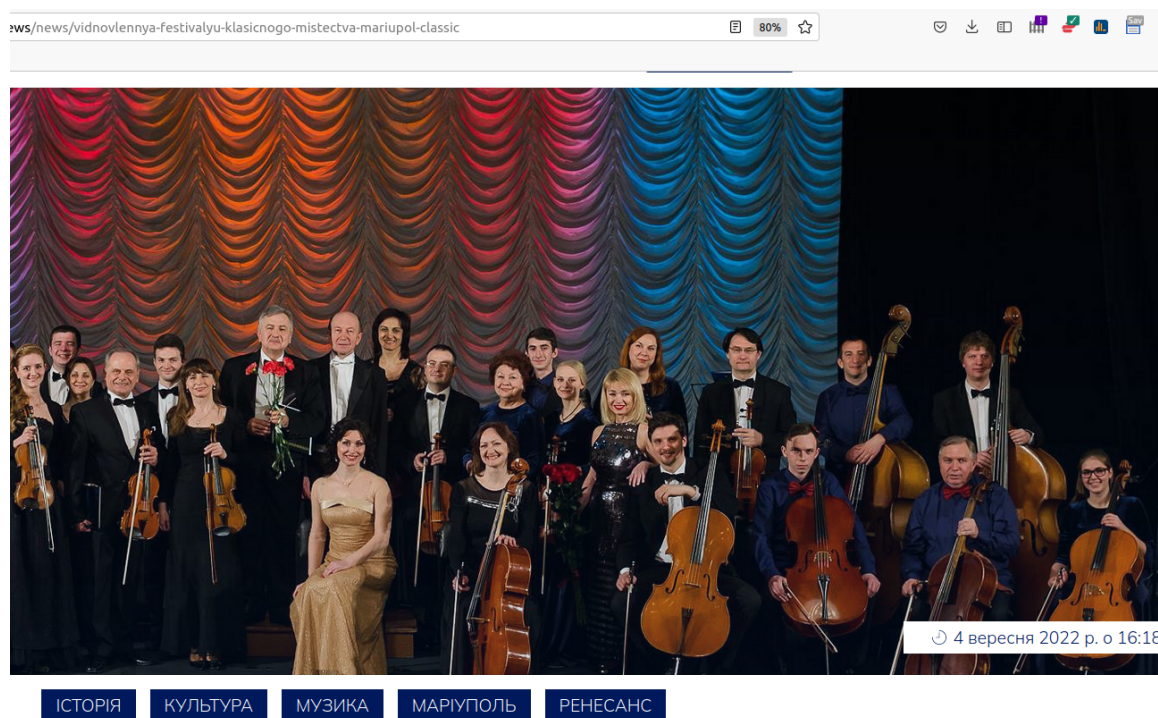 ews/news/vidnovlennya-festivalyu-klasicnogo-mistectva-mariupol-classic 80% Sav
4 вересня 2022 р. о 16:18
ІСТОРІЯ КУЛЬТУРА МУЗИКА МАРІУПОЛЬ РЕНЕСАНС